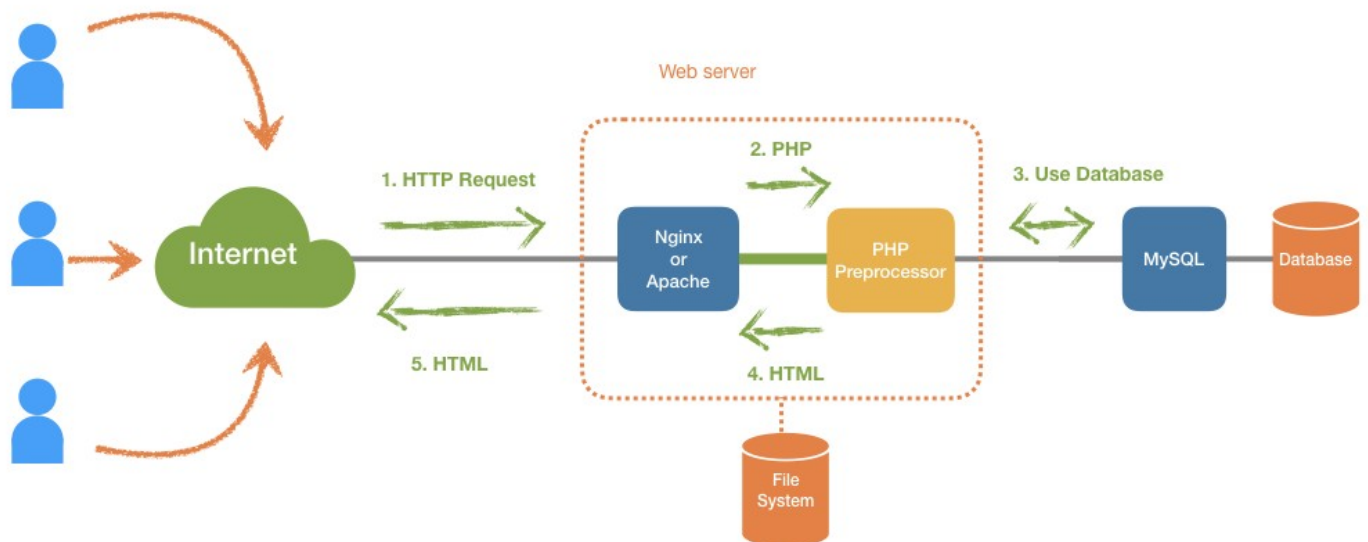 Web server
2. PHP
1. HTTP Request
3. Use Database
Internet
Nginx
or
Apache
PHP
Preprocessor
MySQL
Database
5. HTML
4. HTML
File
System